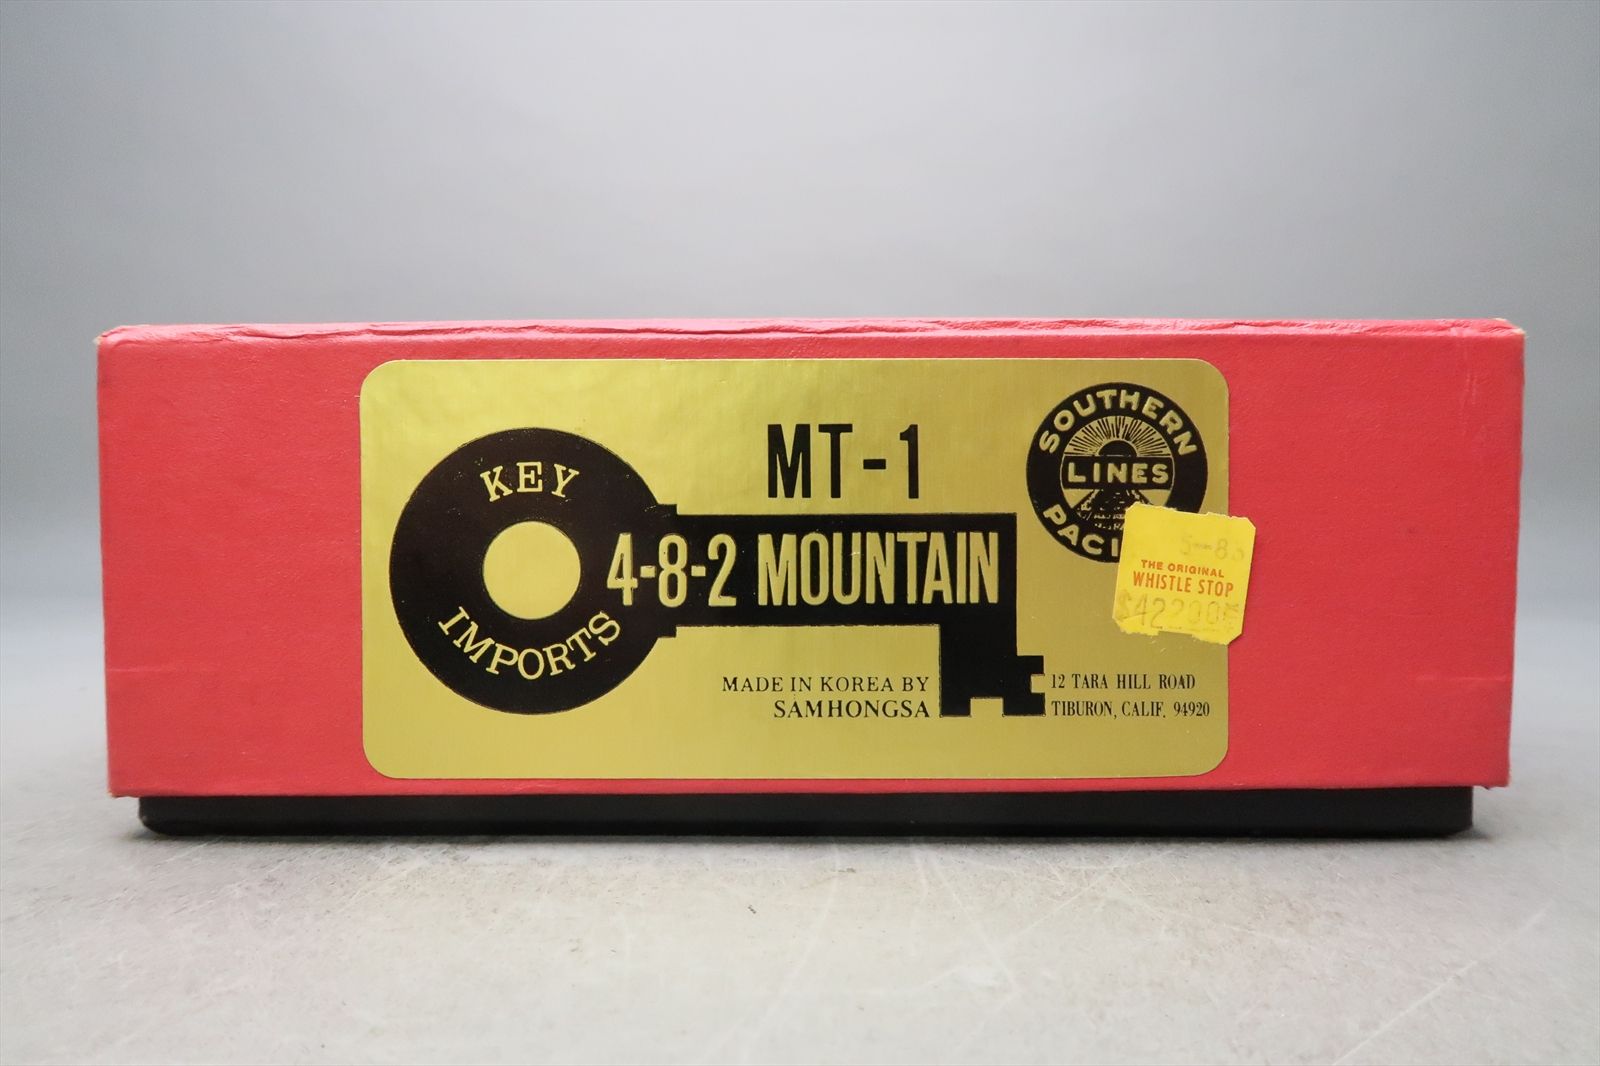 KEY
IMPORTS
MT-1
4-8-2 MOUNTAIN
MADE IN KOREA BY
SAMHONGSA
12 TARA HILL ROAD
TIBURON, CALIF. 94920
SOUTHERN
LINES
THE ORIGINAL
WHISTLE STOP